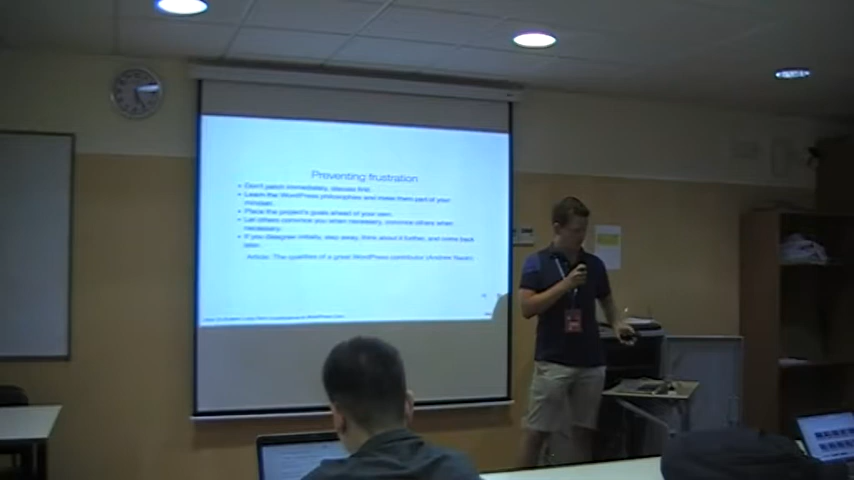 Preventing frustration
• Don't patch immediately, discuss first.
• Learn the WordPress philosophies and make them part of your
mindset.
• Place the project's goals ahead of your own.
• Let others convince you when necessary, convince others when
necessary.
• If you disagree initially, step away, think about it further, and come back
later.
Article: The qualities of a great WordPress contributor (Andrew Nacin)